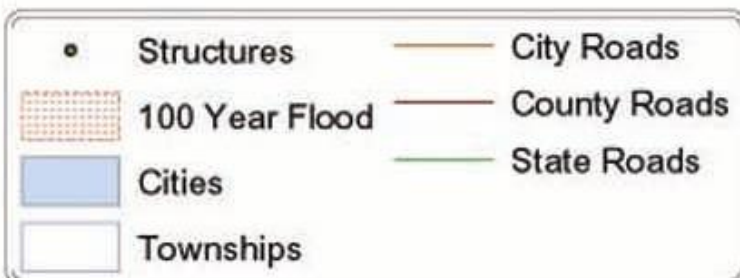 Structures
100 Year Flood
Cities
Townships
City Roads
County Roads
State Roads